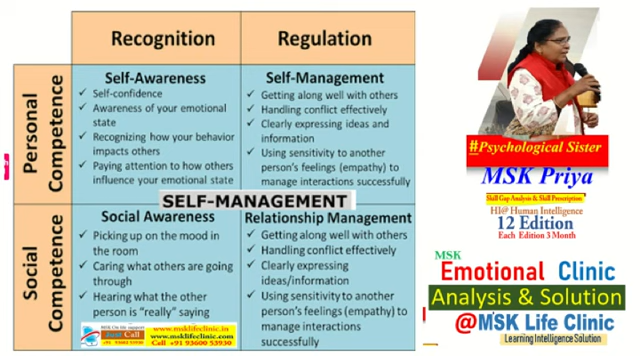 Recognition
Regulation
Personal
Competence
Self-Awareness
✓ Self-confidence
✓ Awareness of your emotional
state
✓ Recognizing how your behavior
impacts others
✓ Paying attention to how others
influence your emotional state
Self-Management
✓ Getting along well with others
✓ Handling conflict effectively
✓ Clearly expressing ideas and
information
✓ Using sensitivity to another
person's feelings (empathy) to
manage interactions successfully
SELF-MANAGEMENT
Social
Competence
Social Awareness
✓ Picking up on the mood in
the room
✓ Caring what others are going
through
✓ Hearing what the other
person is "really" saying
Relationship Management
✓ Getting along well with others
✓ Handling conflict effectively
✓ Clearly expressing
ideas/information
✓ Using sensitivity to another
person's feelings (empathy) to
manage interactions
successfully
www.msklifeclinic.in
www.msklifeclinic.com
Call +91 93600 53930
#Psychological Sister
MSK Priya
Skill Gap Analysis & Skill Prescription
HI@ Human Intelligence
12 Edition
Each Edition 3 Month
MSK
Emotional Clinic
Analysis & Solution
@MSK Life Clinic
Learning Intelligence Solution